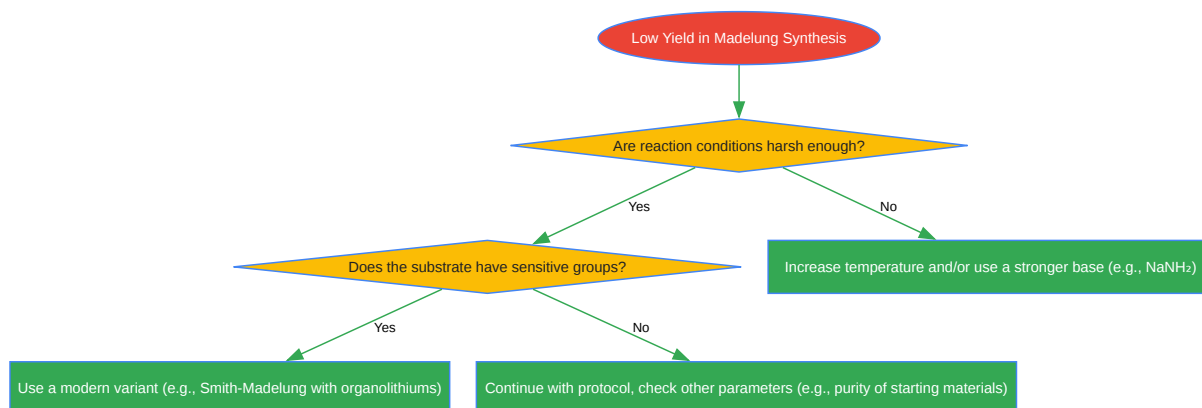 Low Yield in Madelung Synthesis
Are reaction conditions harsh enough?
Yes
No
Does the substrate have sensitive groups?
Increase temperature and/or use a stronger base (e.g., NaNH₂)
Yes
No
Use a modern variant (e.g., Smith-Madelung with organolithiums)
Continue with protocol, check other parameters (e.g., purity of starting materials)